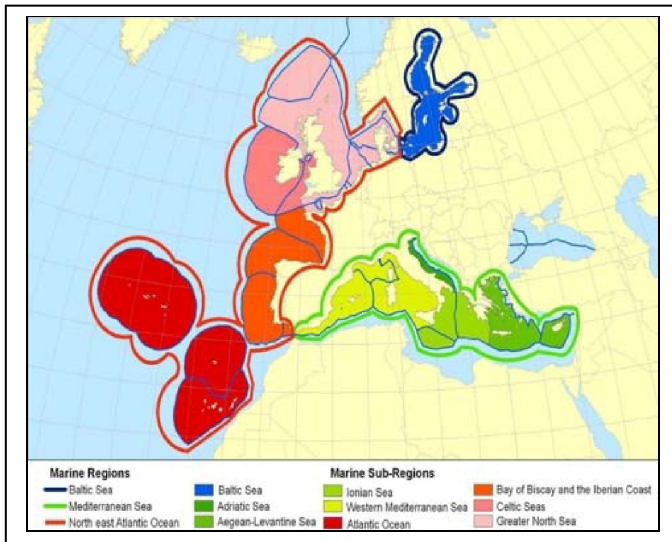 Marine Regions
Baltic Sea
Mediterranean Sea
North east Atlantic Ocean
Baltic Sea
Adriatic Sea
Aegean-Levantine Sea
Marine Sub-Regions
Ionian Sea
Western Mediterranean Sea
Atlantic Ocean
Bay of Biscay and the Iberian Coast
Celtic Seas
Greater North Sea